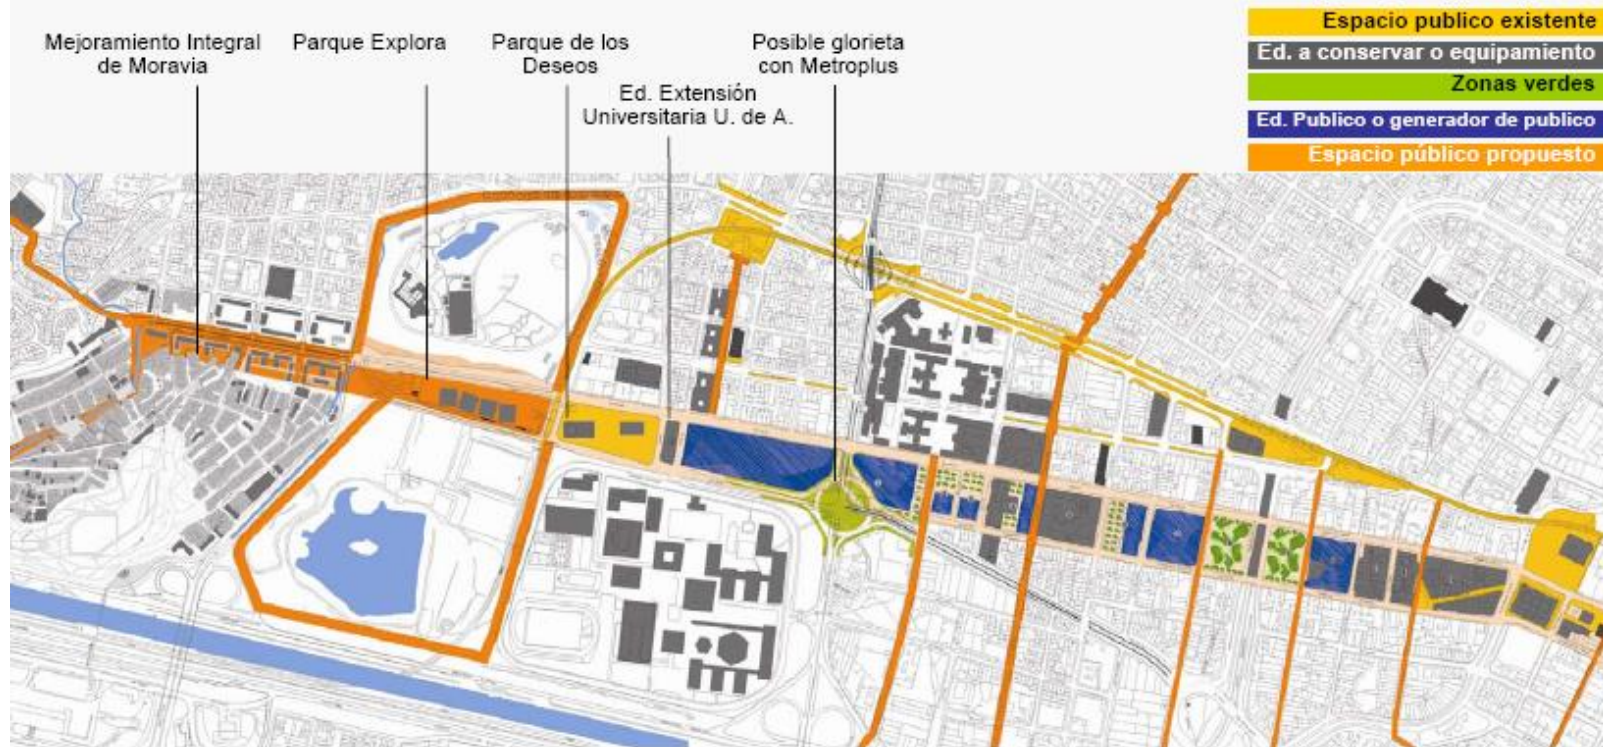 Mejoramiento Integral
de Moravia
Parque Explora
Parque de los
Deseos
Ed. Extensión
Universitaria U. de A.
Posible glorieta
con Metroplus
Espacio publico existente
Ed. a conservar o equipamiento
Zonas verdes
Ed. Publico o generador de publico
Espacio público propuesto